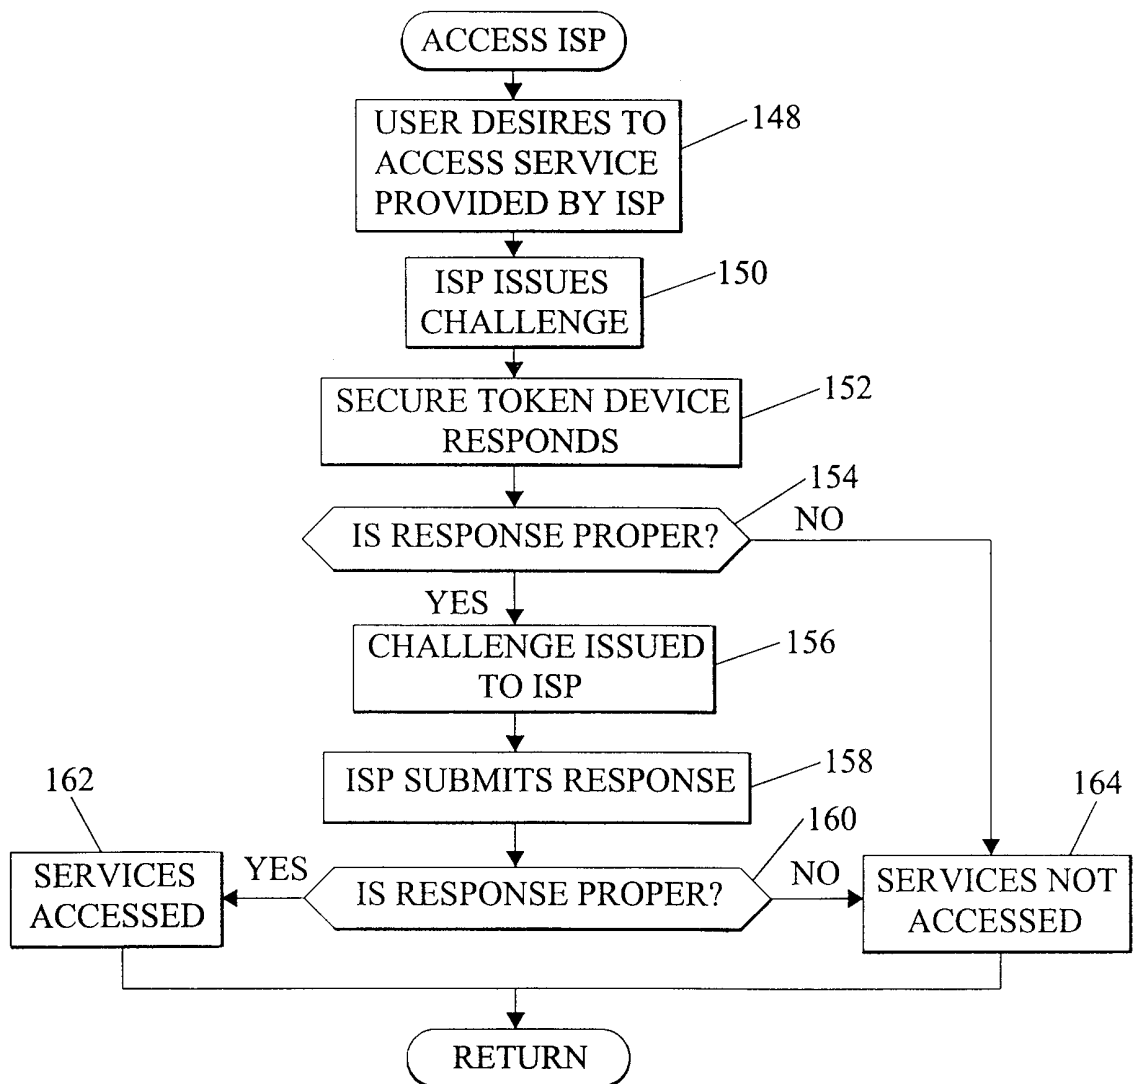 ACCESS ISP
USER DESIRES TO
ACCESS SERVICE
PROVIDED BY ISP
148
ISP ISSUES
CHALLENGE
150
SECURE TOKEN DEVICE
RESPONDS
152
IS RESPONSE PROPER?
154
NO
YES
CHALLENGE ISSUED
TO ISP
156
ISP SUBMITS RESPONSE
158
IS RESPONSE PROPER?
160
YES
NO
162
SERVICES
ACCESSED
164
SERVICES NOT
ACCESSED
RETURN